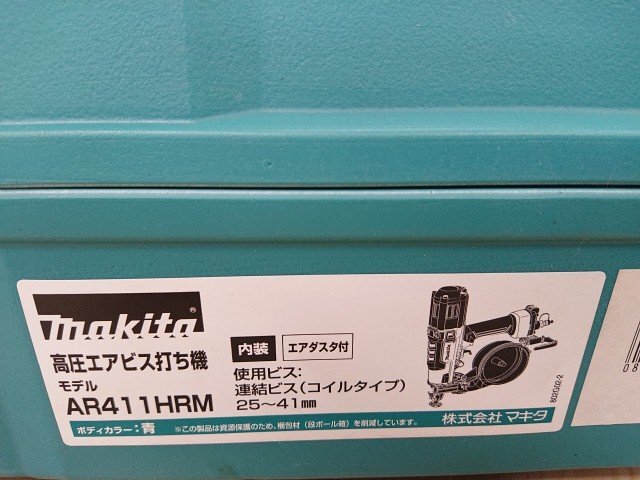 makita®
高圧エアビス打ち機
モデル
AR411HRM
ボディカラー：青
内装 エアダスタ付
使用ビス：
連結ビス（コイルタイプ）
25～41mm
※この製品は資源保護のため、梱包材（段ボール箱）を削減しています。
株式会社 マキタ
802G02-2
makita